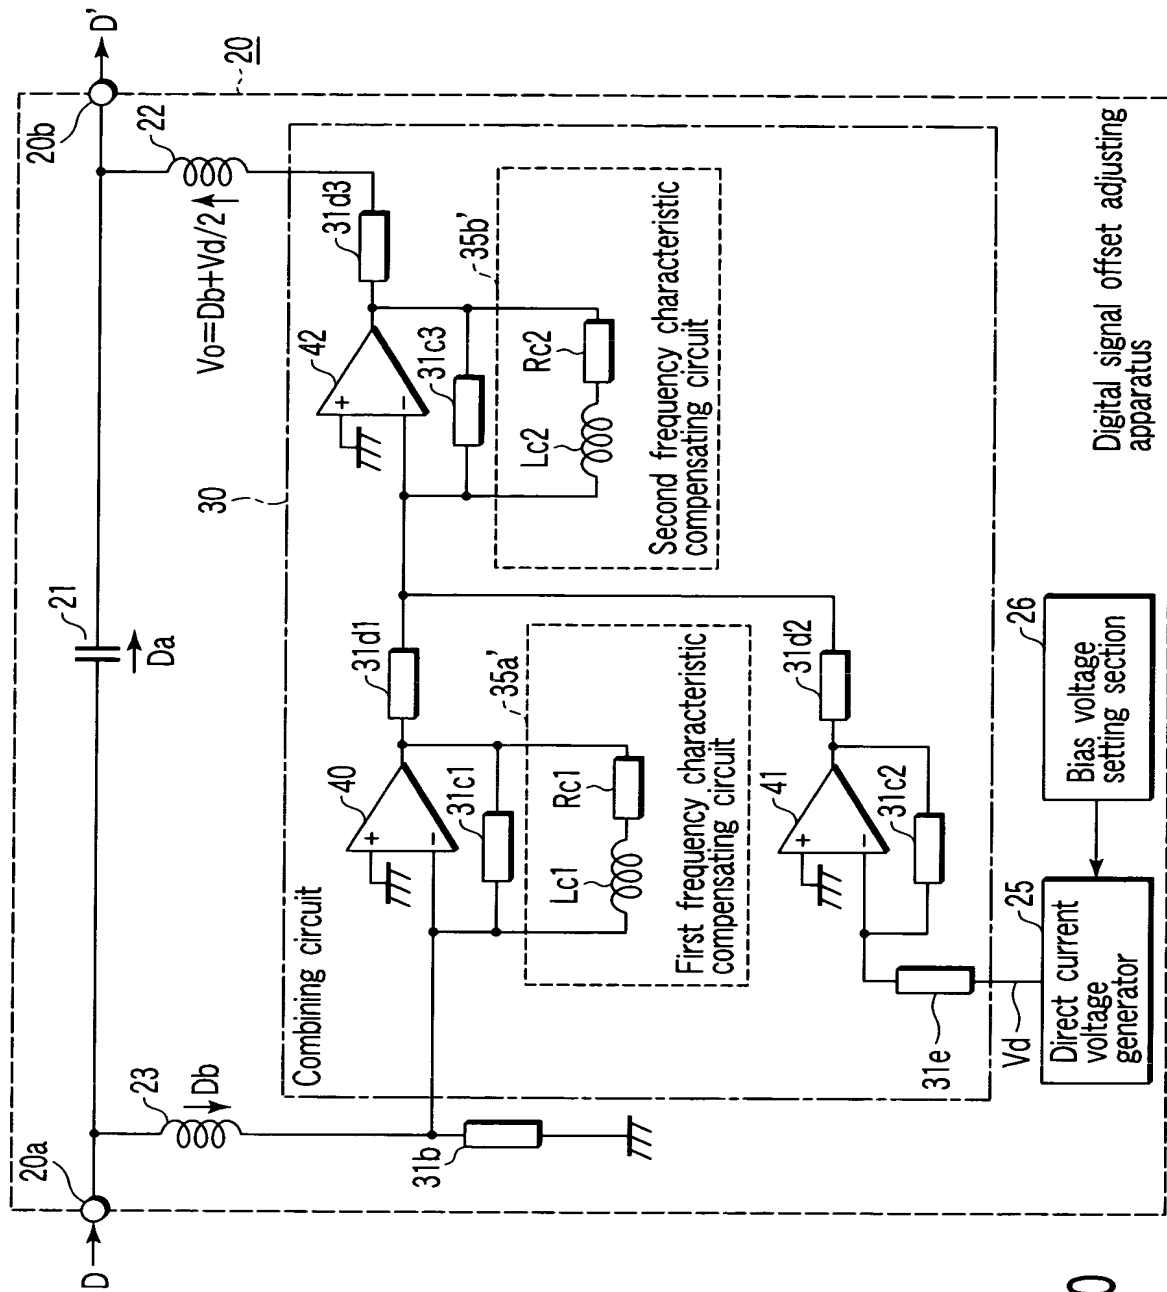 D'
20
20b
22
Vo=Db+Vd/2
21
Da
20a
D
23
Db
30
Combining circuit
31d3
42
+
−
31c3
35b'
Lc2
Rc2
Second frequency characteristic
compensating circuit
31d1
40
+
−
31c1
35a'
Lc1
Rc1
First frequency characteristic
compensating circuit
31b
31d2
41
+
−
31c2
31e
Vd
25
Direct current
voltage
generator
26
Bias voltage
setting section
Digital signal offset adjusting
apparatus